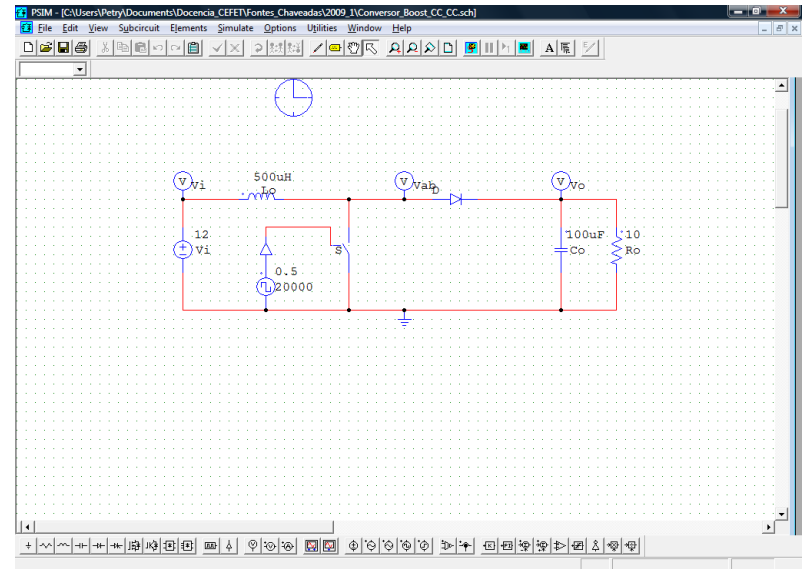 PSIM - [C:\Users\Petry\Documents\Docencia_CEFET\Fontes_Chaveadas\2009_1\Conversor_Boost_CC_CC.sch]
File Edit View Subcircuit Elements Simulate Options Utilities Window Help
V Vi
500uH
Lo
V Vab
D
V Vo
12
Vi
S
0.5
20000
100uF
Co
10
Ro